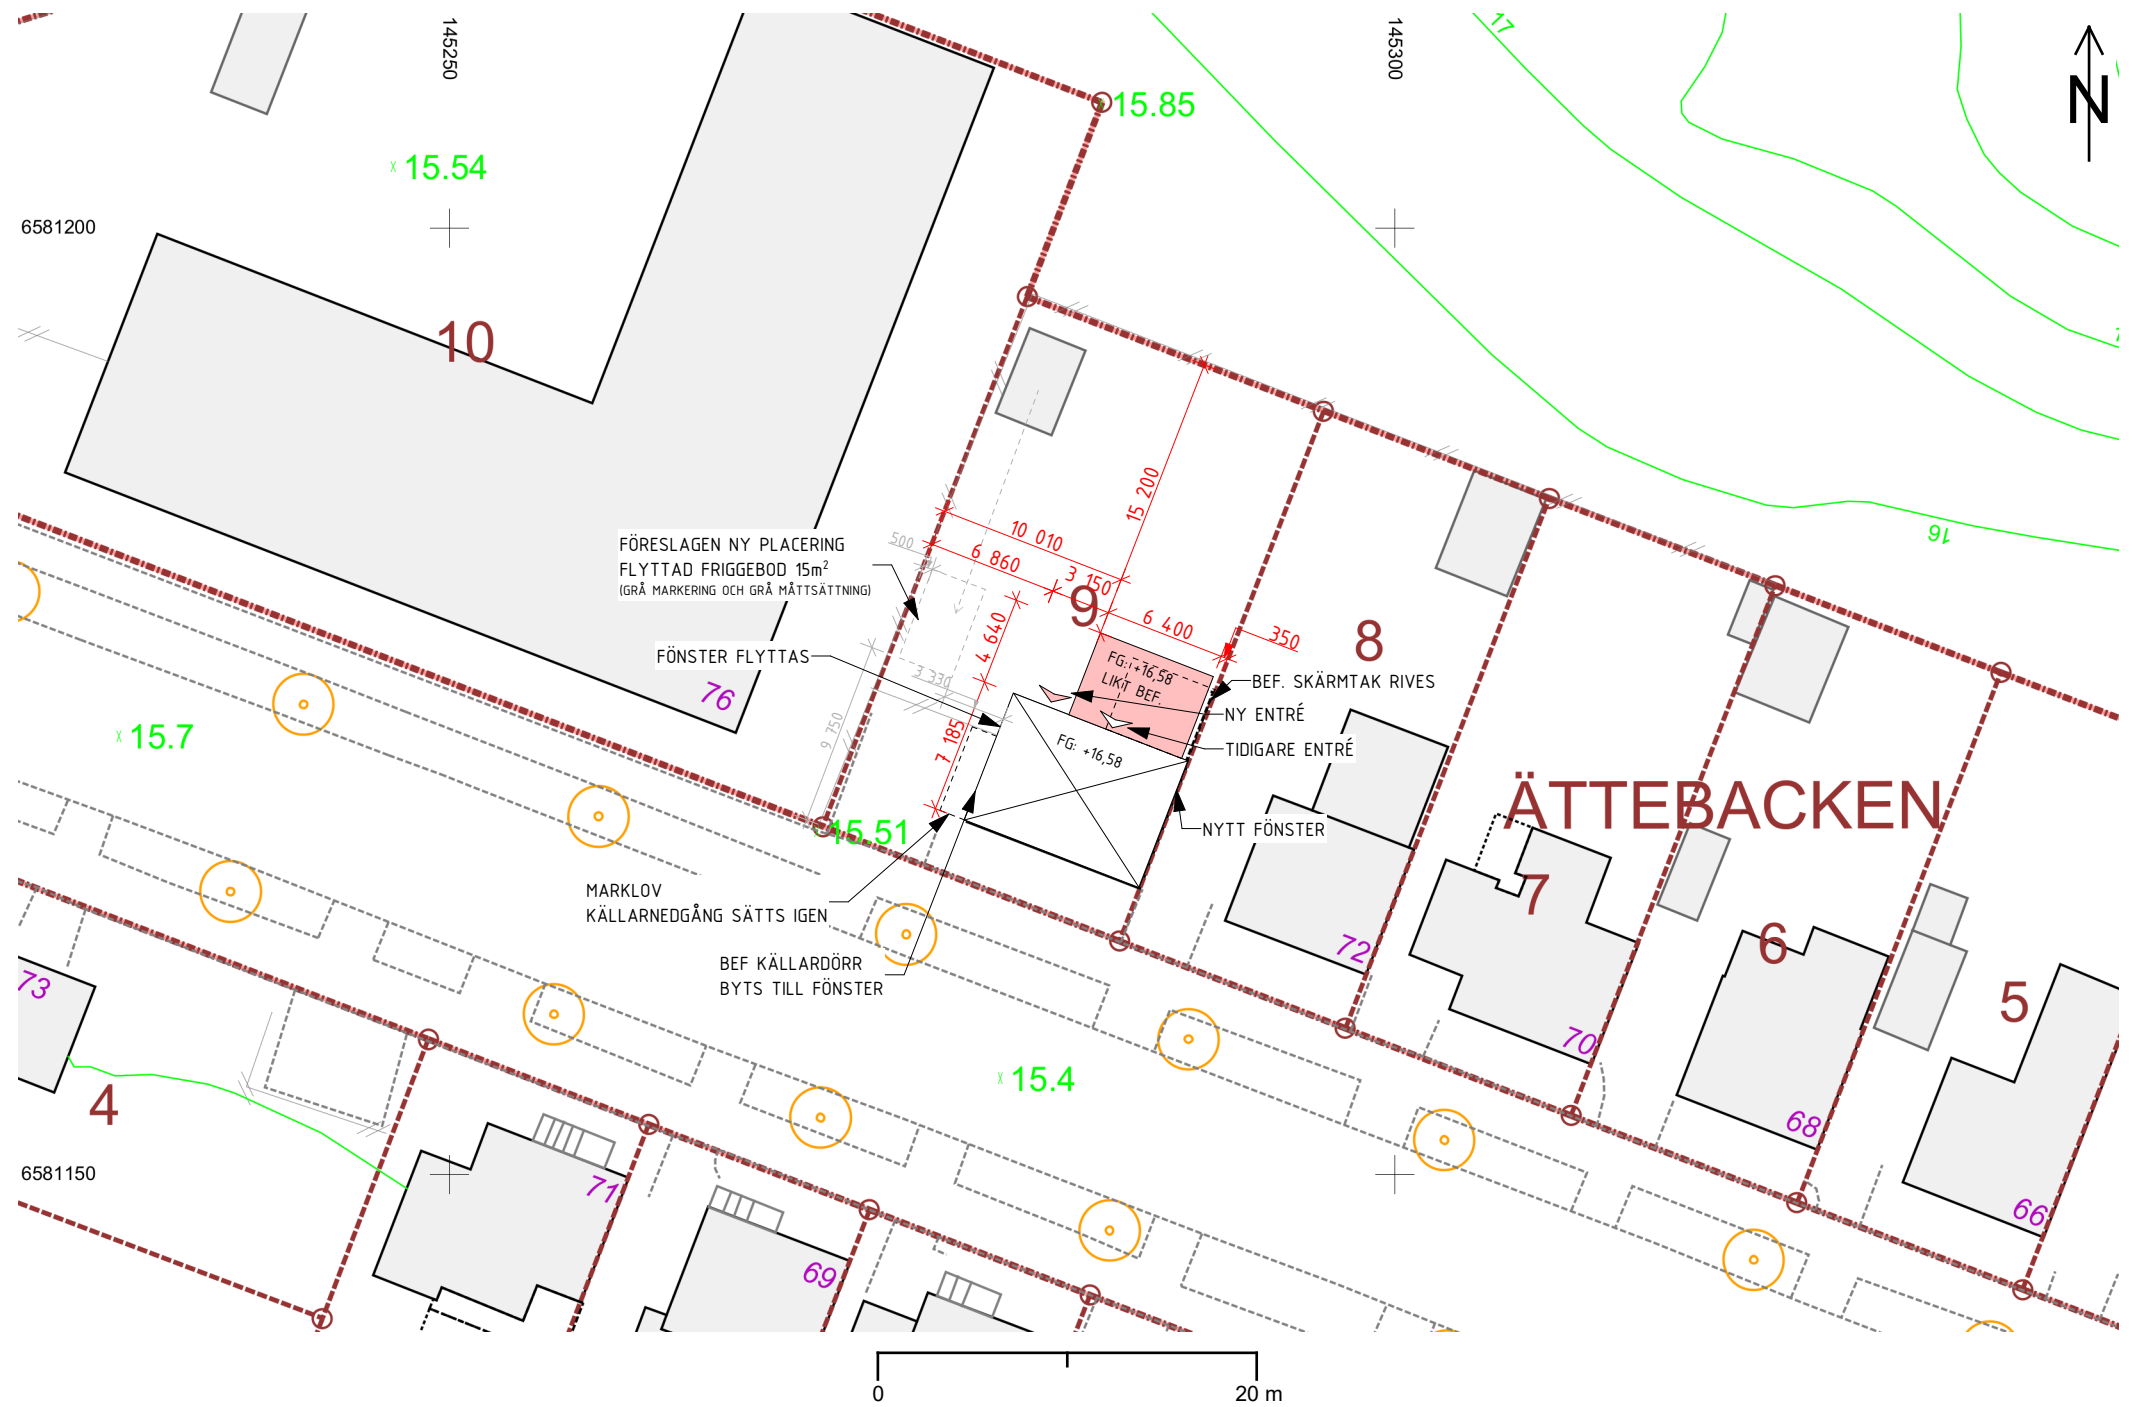 145250
145300
17
N
15.85
15.54
6581200
10
15 200
FÖRESLAGEN NY PLACERING
FLYTTAD FRIGGEBOD 15m²
(GRÅ MARKERING OCH GRÅ MÅTTSÄTTNING)
500
10 010
6 860
3 150
16
9
6 400
350
8
4 640
FÖNSTER FLYTTAS
FG: +16,58
LIKT BEF.
BEF. SKÄRMTAK RIVES
3 330
76
NY ENTRÉ
15.7
9 750
7 185
FG: +16,58
TIDIGARE ENTRÉ
ÄTTEBACKEN
15.51
NYTT FÖNSTER
MARKLOV
KÄLLARNEDGÅNG SÄTTS IGEN
7
72
6
BEF KÄLLARDÖRR
BYTS TILL FÖNSTER
73
5
70
15.4
4
68
6581150
71
66
69
0
20 m